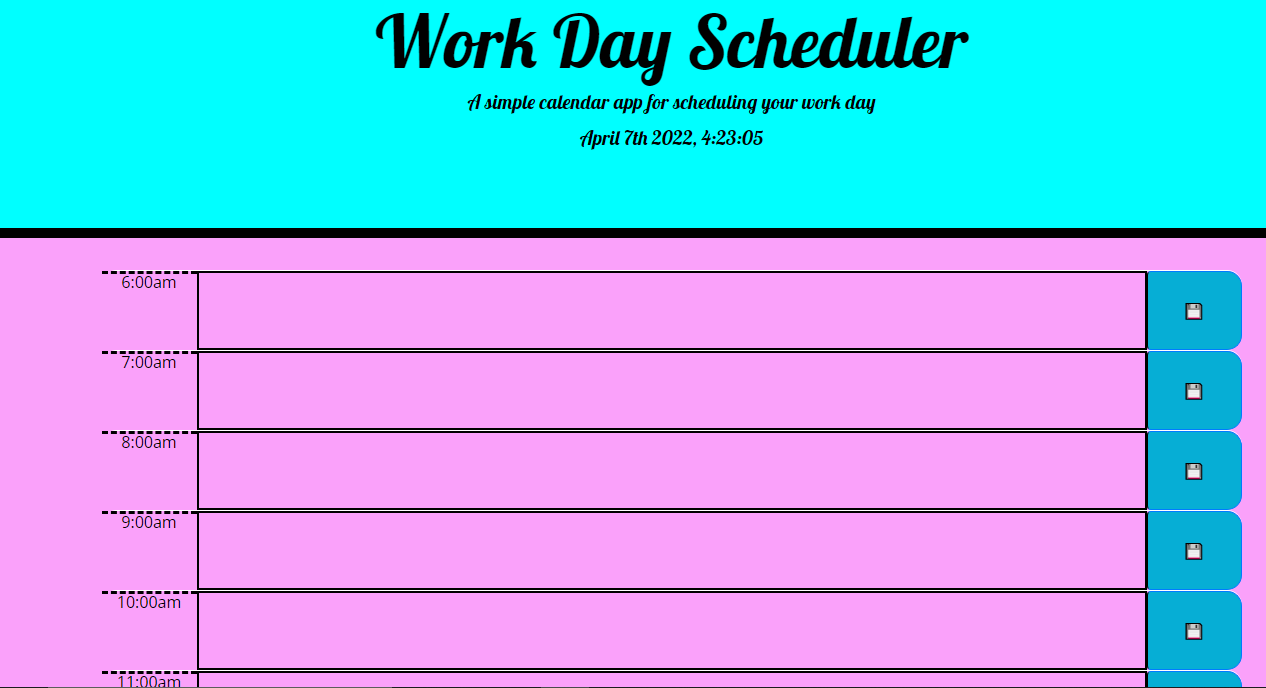 Work Day Scheduler
A simple calendar app for scheduling your work day
April 7th 2022, 4:23:05
6:00am
7:00am
8:00am
9:00am
10:00am
11:00am